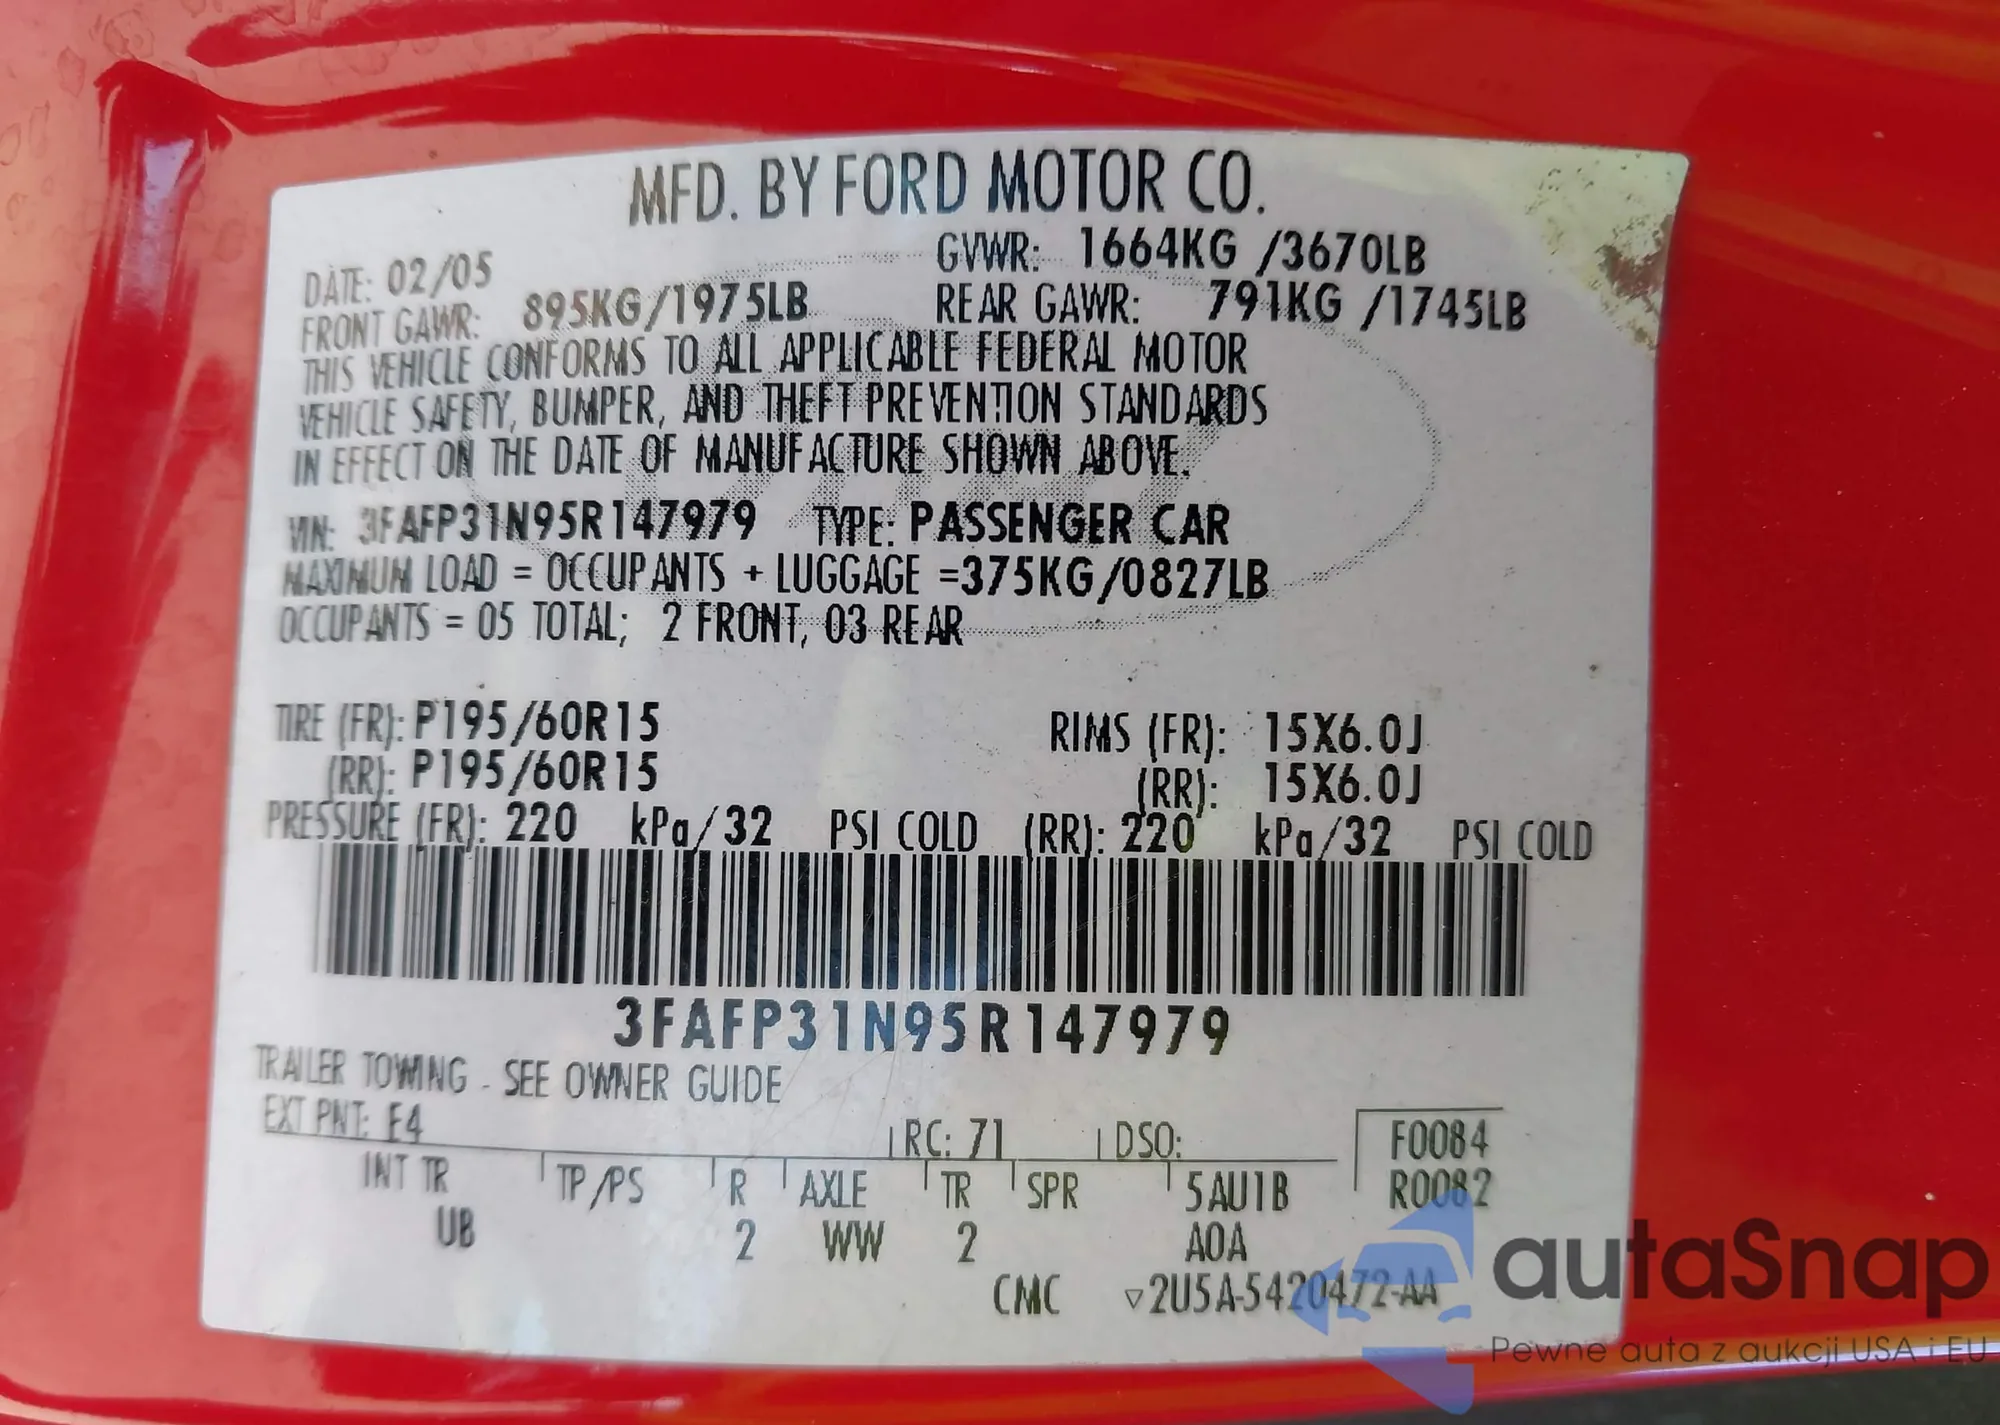 MFD. BY FORD MOTOR CO.
DATE: 02/05 GVWR: 1664KG /3670LB
FRONT GAWR: 895KG/1975LB REAR GAWR: 791KG /1745LB
THIS VEHICLE CONFORMS TO ALL APPLICABLE FEDERAL MOTOR
VEHICLE SAFETY, BUMPER, AND THEFT PREVENTION STANDARDS
IN EFFECT ON THE DATE OF MANUFACTURE SHOWN ABOVE.
VIN: 3FAFP31N95R147979 TYPE: PASSENGER CAR
MAXIMUM LOAD = OCCUPANTS + LUGGAGE =375KG/0827LB
OCCUPANTS = 05 TOTAL; 2 FRONT, 03 REAR
TIRE (FR): P195/60R15 RIMS (FR): 15X6.0J
(RR): P195/60R15 (RR): 15X6.0J
PRESSURE (FR): 220 kPa/32 PSI COLD (RR): 220 kPa/32 PSI COLD
3FAFP31N95R147979
TRAILER TOWING - SEE OWNER GUIDE
EXT PNT: E4 RC: 71 DSO: F0084
INT TR TP/PS R AXLE TR SPR 5AU1B R0082
UB 2 WW 2 A0A
CMC ▽2U5A-5420472-AA
autaSnap
Pewne auta z aukcji USA i EU